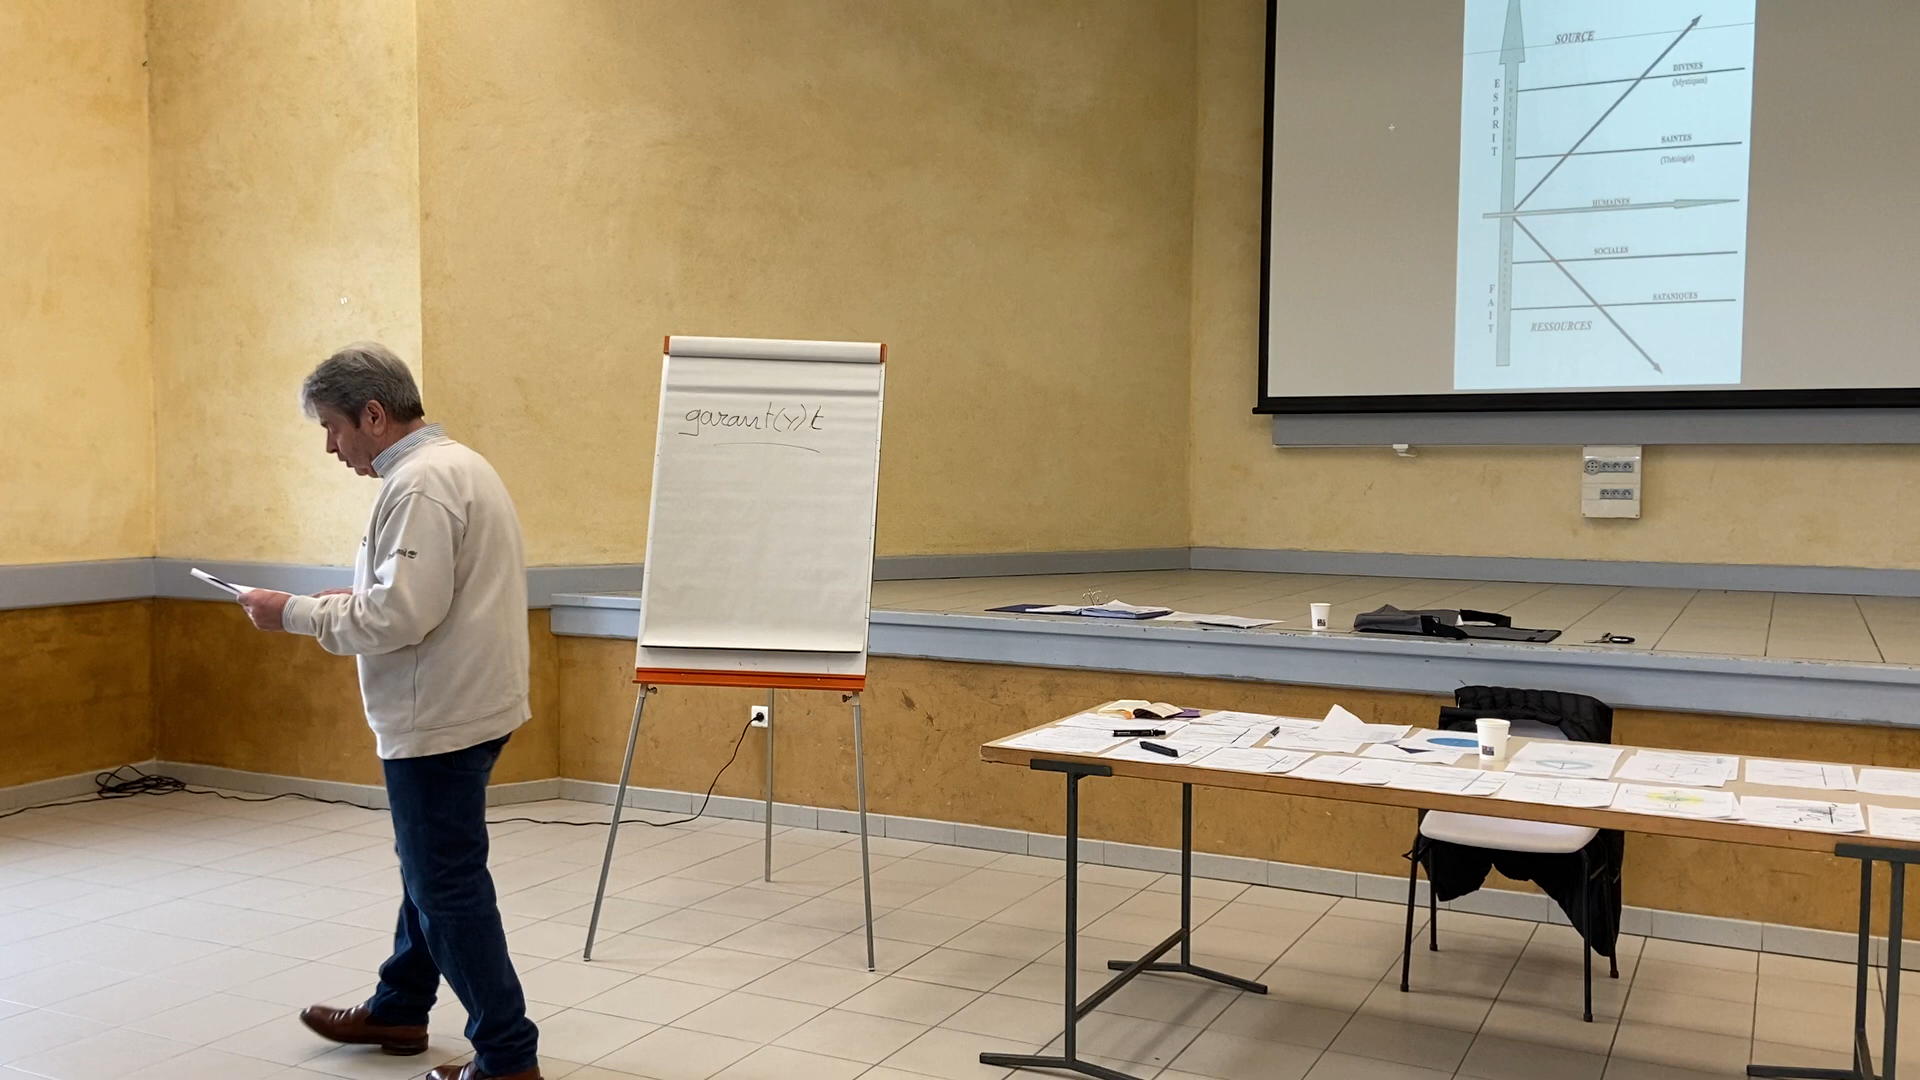 garant(y)t
SOURCE
DIVINES
(Mystique)
ESPRIT
SAINTES
(Théologie)
HUMAINES
SOCIALES
FAIT
SATANIQUES
RESSOURCES